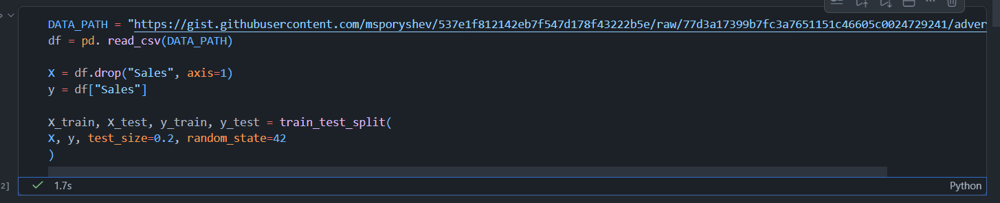 DATA_PATH = "https://gist.githubusercontent.com/msporyshev/537e1f812142eb7f547d178f43222b5e/raw/77d3a17399b7fc3a7651151c46605c0024729241/adver
df = pd. read_csv(DATA_PATH)
X = df.drop("Sales", axis=1)
y = df["Sales"]
X_train, X_test, y_train, y_test = train_test_split(
X, y, test_size=0.2, random_state=42
)
2] 1.7s Python